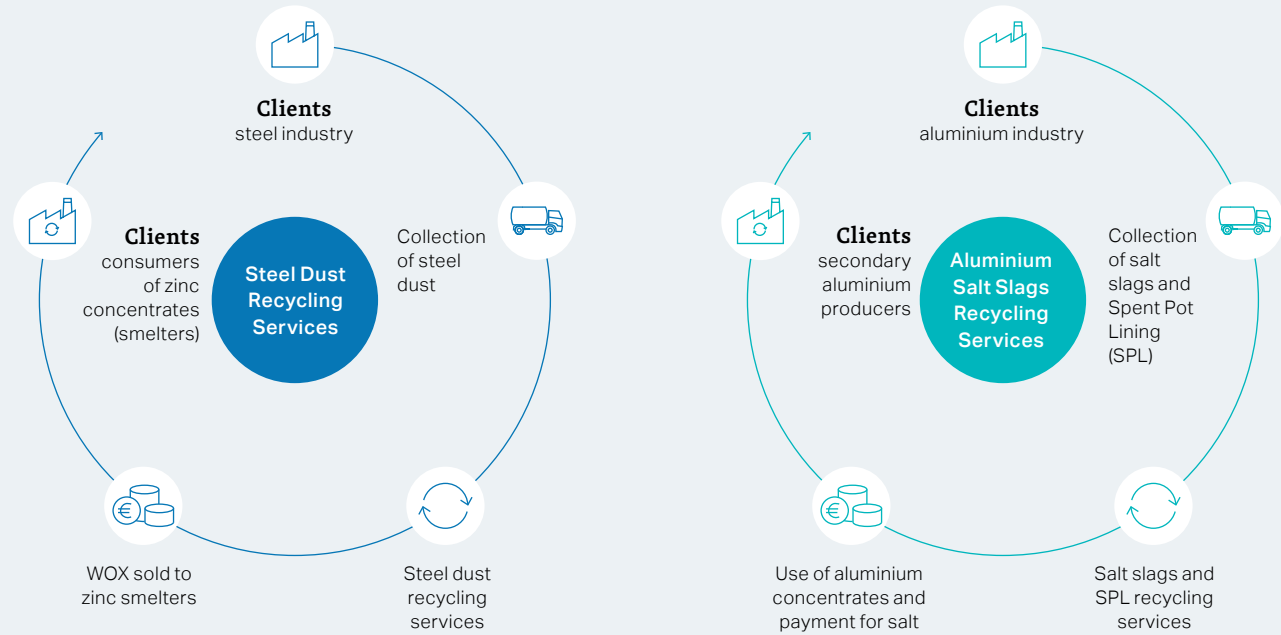 Clients
steel industry
Collection
of steel
dust
Steel dust
recycling
services
WOX sold to
zinc smelters
Clients
consumers
of zinc
concentrates
(smelters)
Steel Dust
Recycling
Services
€
Clients
aluminium industry
Collection
of salt
slags and
Spent Pot
Lining
(SPL)
Salt slags and
SPL recycling
services
Use of aluminium
concentrates and
payment for salt
Clients
secondary
aluminium
producers
Aluminium
Salt Slags
Recycling
Services
€